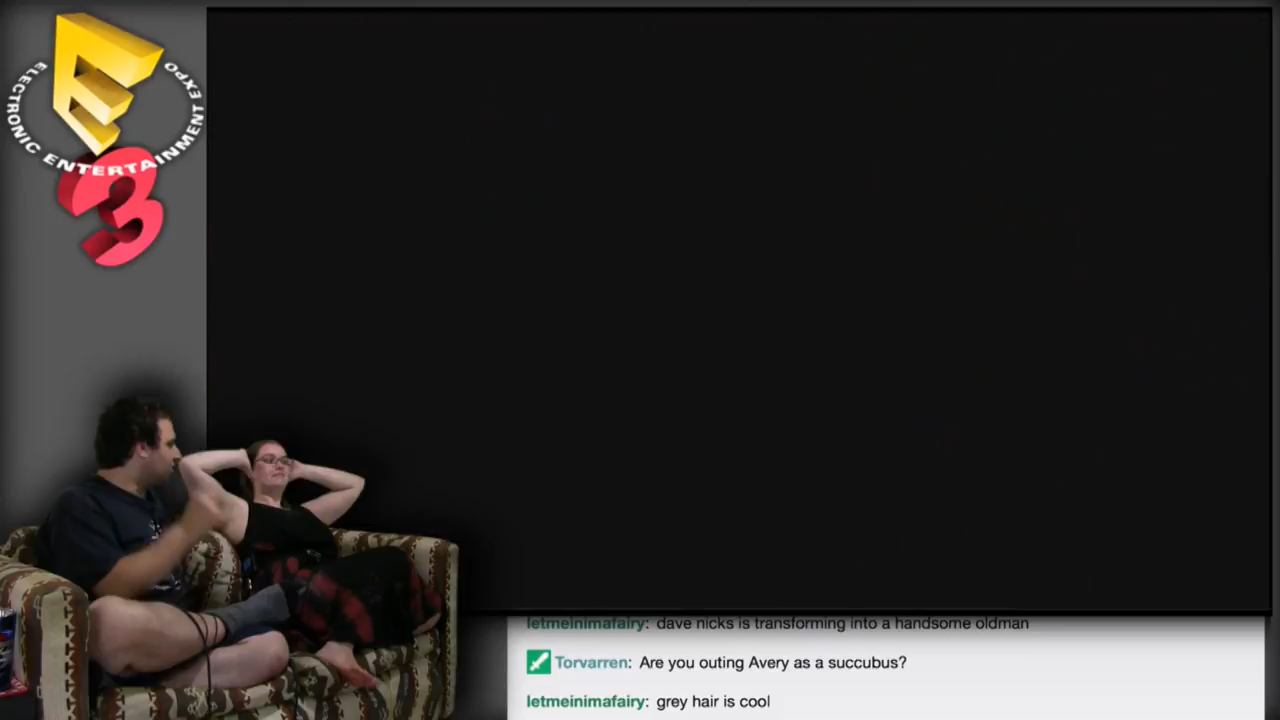 ELECTRONIC ENTERTAINMENT EXPO
E
3
letmeinimafairy: dave nicks is transforming into a handsome oldman
Torvarren: Are you outing Avery as a succubus?
letmeinimafairy: grey hair is cool